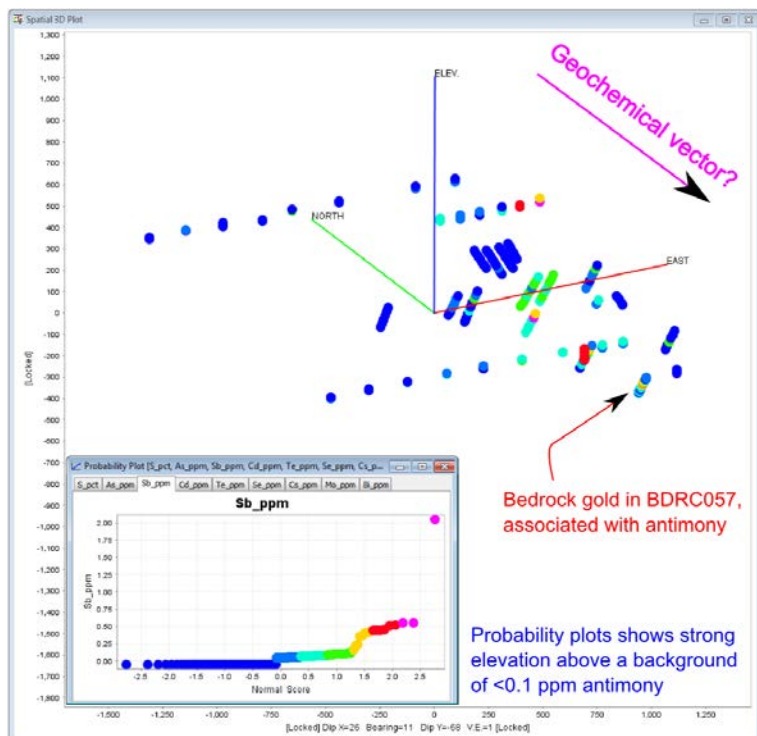 Spatial 3D Plot
1,300
1,200
1,100
1,000
900
800
700
600
500
400
300
200
100
0
-100
-200
-300
-400
-500
-600
-700
-800
-900
-1,000
-1,100
-1,200
-1,300
-1,400
-1,500
-1,600
-1,700
-1,800
[Locked]
ELEV.
NORTH
EAST
Geochemical
vector?
Bedrock gold in BDRC057,
associated with antimony
Probability plots shows strong
elevation above a background
of <0.1 ppm antimony
Probability Plot [S_pct, As_ppm, Sb_ppm, Cd_ppm, Te_ppm, Se_ppm, Cs_p...
S_pct As_ppm Sb_ppm Cd_ppm Te_ppm Se_ppm Cs_ppm Mo_ppm Bi_ppm
Sb_ppm
Sb_ppm
2.00
1.75
1.50
1.25
1.00
0.75
0.50
0.25
0.00
-2.5 -2.0 -1.5 -1.0 -0.5 0.0 0.5 1.0 1.5 2.0 2.5
Normal Score
-1,500 -1,250 -1,000 -750 -500 -250 0 250 500 750 1,000 1,250
[Locked] Dip X=26 Bearing=11 Dip Y=-68 V.E.=1 [Locked]